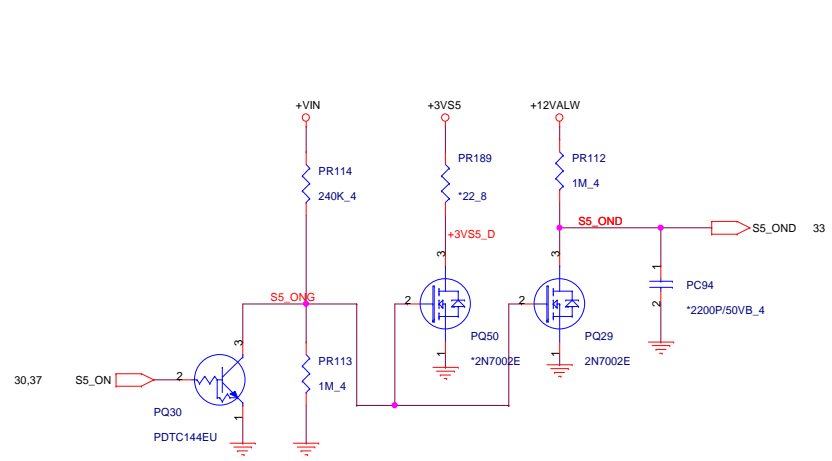 +VIN
+3VS5
+12VALW
PR114
240K_4
PR189
*22_8
PR112
1M_4
+3VS5_D
S5_OND
S5_OND 33
3
3
1
PC94
2
*2200P/50VB_4
S5_ONG
2
2
PQ50
*2N7002E
PQ29
2N7002E
1
1
3
PR113
1M_4
30,37 S5_ON
2
PQ30
PDTC144EU
1